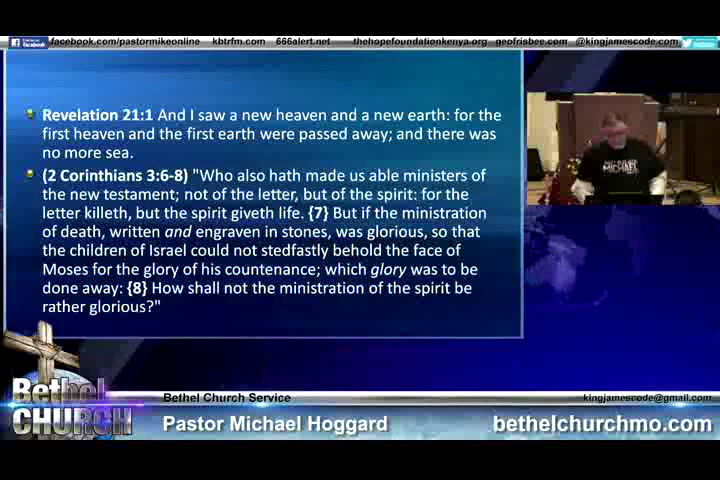 facebook.com/pastormikeonline kbtrfm.com 666alert.net thehopefoundationkenya.org geofrisbee.com @kingjamescode.com
Revelation 21:1 And I saw a new heaven and a new earth: for the
first heaven and the first earth were passed away; and there was
no more sea.
(2 Corinthians 3:6-8) "Who also hath made us able ministers of
the new testament; not of the letter, but of the spirit: for the
letter killeth, but the spirit giveth life. {7} But if the ministration
of death, written and engraven in stones, was glorious, so that
the children of Israel could not stedfastly behold the face of
Moses for the glory of his countenance; which glory was to be
done away: {8} How shall not the ministration of the spirit be
rather glorious?"
Bethel
CHURCH
Bethel Church Service kingjamescode@gmail.com
Pastor Michael Hoggard bethelchurchmo.com